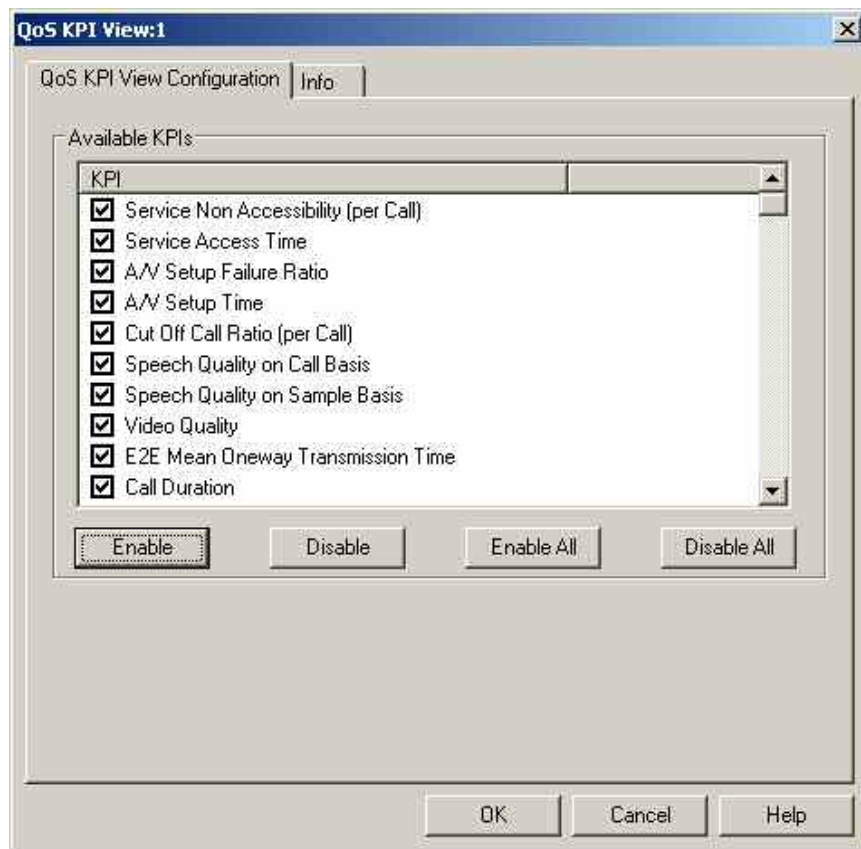 QoS KPI View:1
QoS KPI View Configuration
Info
Available KPIs
KPI
Service Non Accessibility (per Call)
Service Access Time
A/V Setup Failure Ratio
A/V Setup Time
Cut Off Call Ratio (per Call)
Speech Quality on Call Basis
Speech Quality on Sample Basis
Video Quality
E2E Mean Oneway Transmission Time
Call Duration
Enable Disable Enable All Disable All
OK Cancel Help